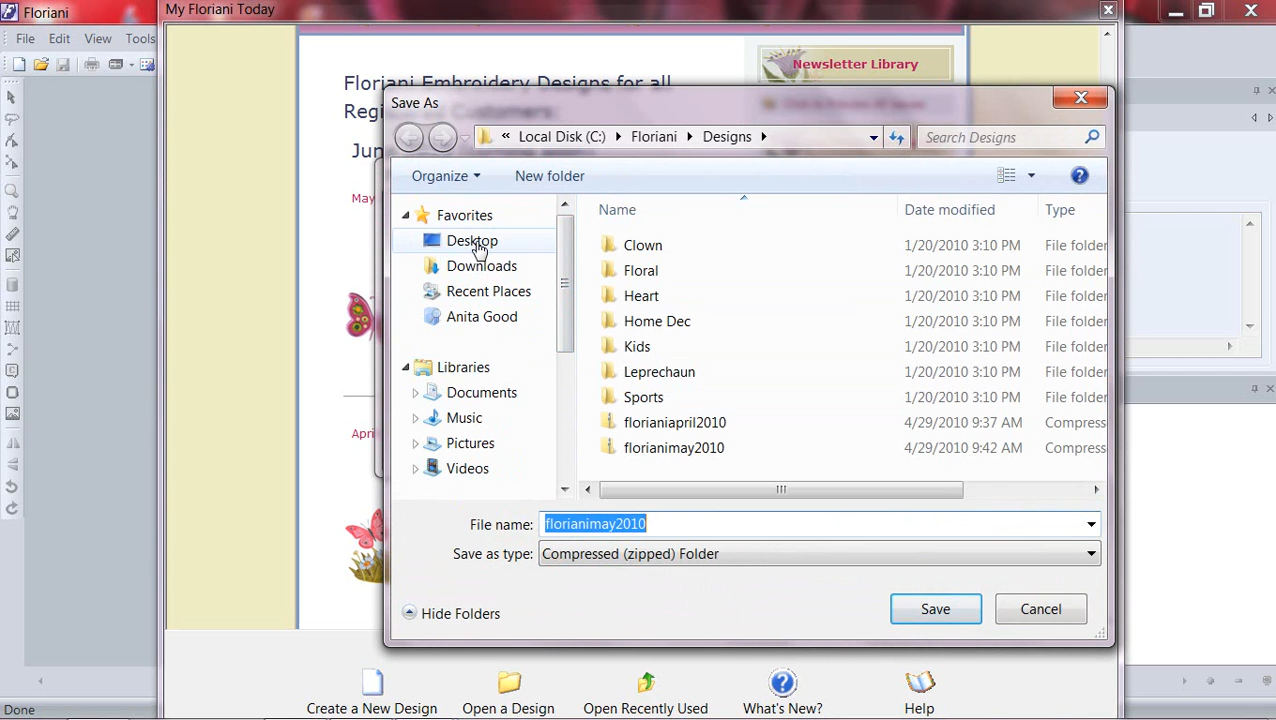 Floriani
My Floriani Today
File Edit View Tools
Floriani Embroidery Designs for all
Newsletter Library
Save As
Local Disk (C:) Floriani Designs Search Designs
May
Organize New folder
Name Date modified Type
Favorites
Desktop
Downloads
Recent Places
Anita Good
Libraries
Documents
Music
Pictures
Videos
Clown 1/20/2010 3:10 PM File folder
Floral 1/20/2010 3:10 PM File folder
Heart 1/20/2010 3:10 PM File folder
Home Dec 1/20/2010 3:10 PM File folder
Kids 1/20/2010 3:10 PM File folder
Leprechaun 1/20/2010 3:10 PM File folder
Sports 1/20/2010 3:10 PM File folder
florianiapril2010 4/29/2010 9:37 AM Compress
florianimay2010 4/29/2010 9:42 AM Compress
File name: florianimay2010
Save as type: Compressed (zipped) Folder
Hide Folders Save Cancel
Create a New Design Open a Design Open Recently Used What's New? Help
Done